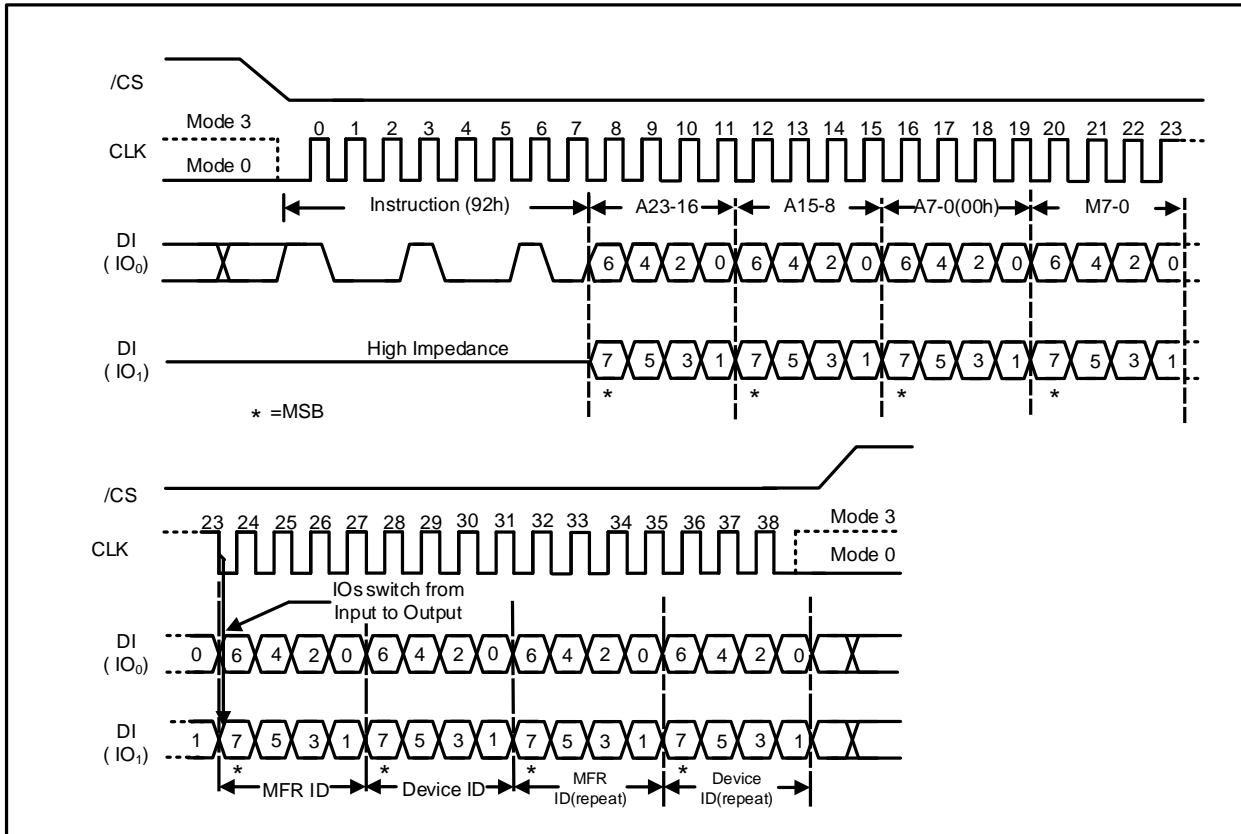 /CS
Mode 3
CLK
Mode 0
0 1 2 3 4 5 6 7 8 9 10 11 12 13 14 15 16 17 18 19 20 21 22 23
Instruction (92h) A23-16 A15-8 A7-0(00h) M7-0
DI
( IO₀)
6 4 2 0 6 4 2 0 6 4 2 0 6 4 2 0
High Impedance
DI
( IO₁)
7 5 3 1 7 5 3 1 7 5 3 1 7 5 3 1
* * * *
* =MSB
/CS
23 24 25 26 27 28 29 30 31 32 33 34 35 36 37 38
Mode 3
CLK
Mode 0
IOs switch from
Input to Output
DI
( IO₀)
0 6 4 2 0 6 4 2 0 6 4 2 0 6 4 2 0
DI
( IO₁)
1 7 5 3 1 7 5 3 1 7 5 3 1 7 5 3 1
* * * *
MFR ID Device ID MFR
ID(repeat)
Device
ID(repeat)